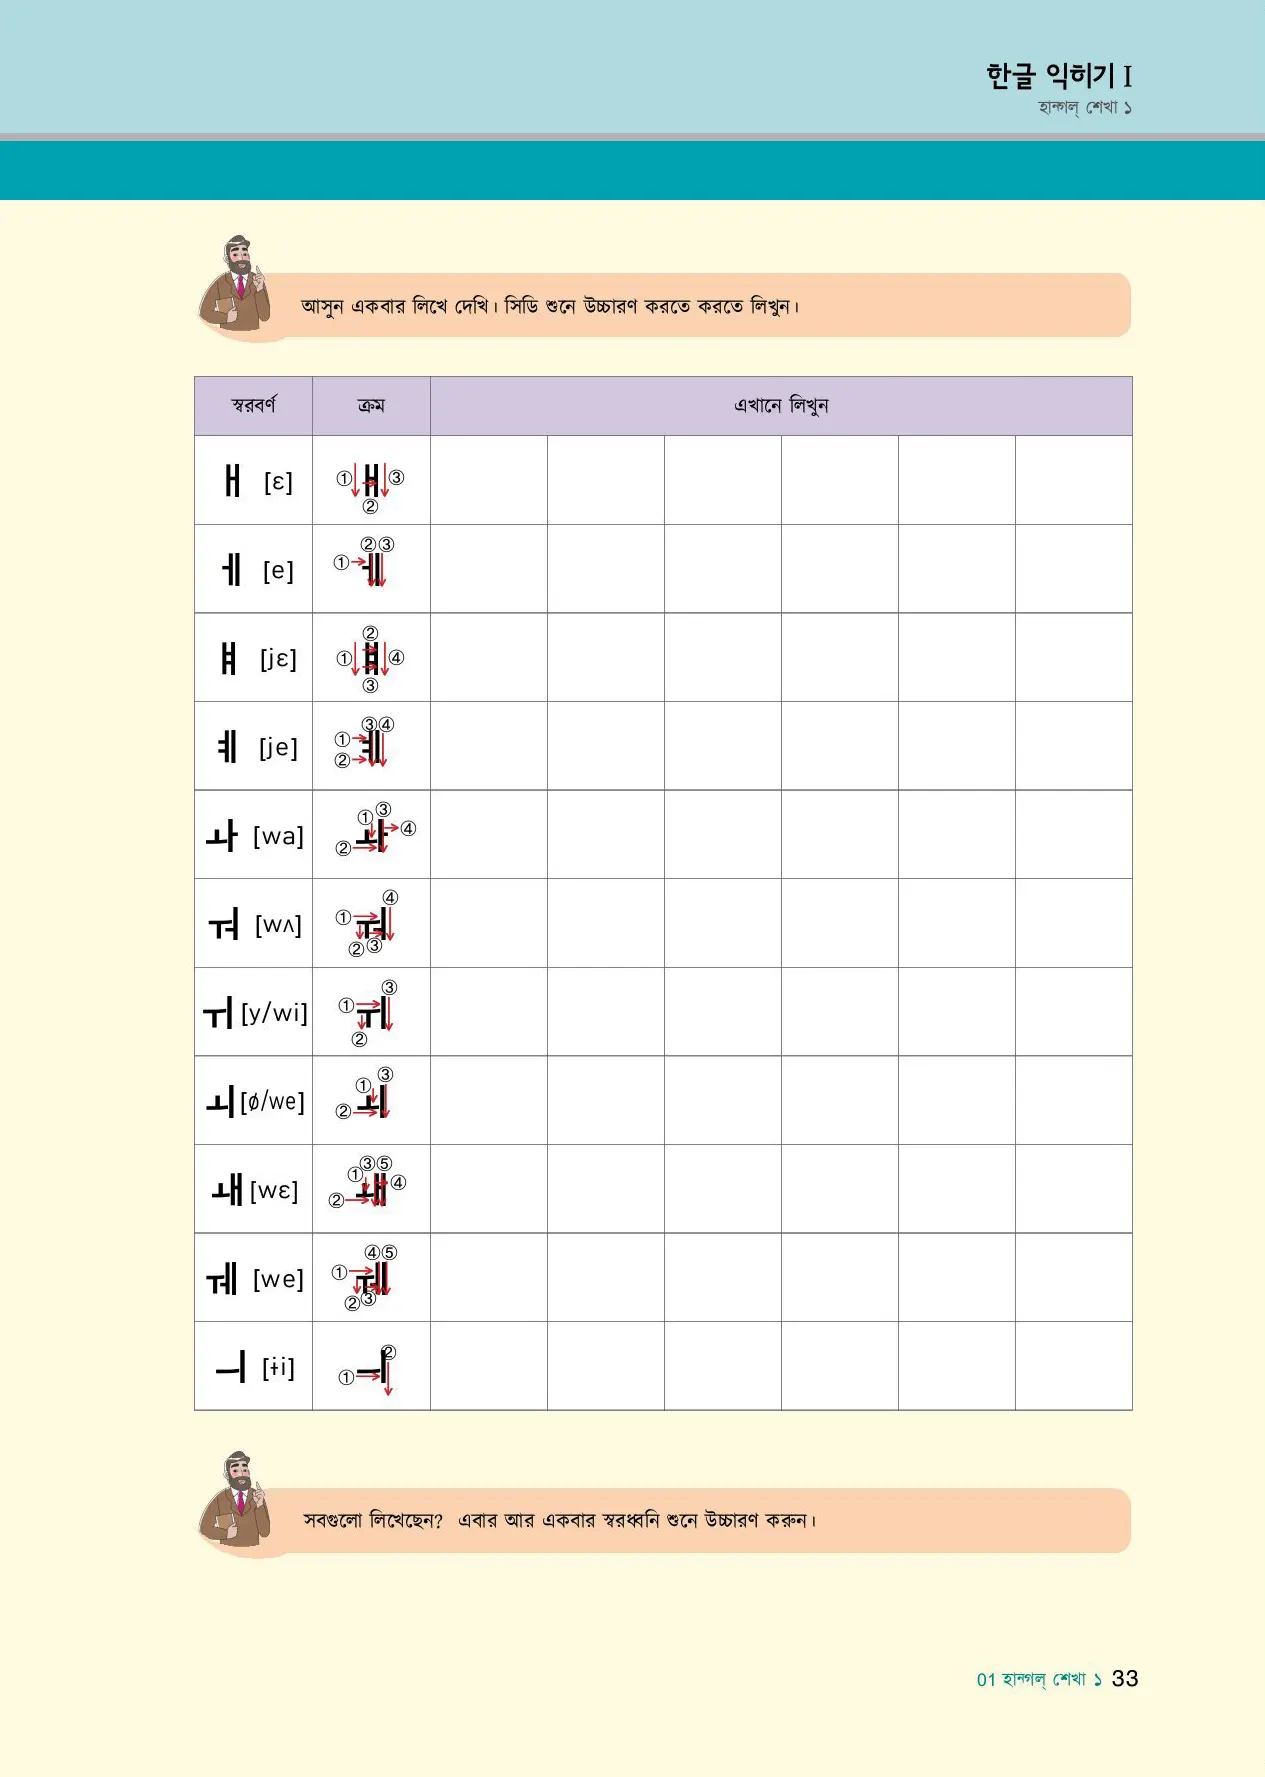 한글 익히기 I
হান্গল্ শেখা ১
আসুন একবার লিখে দেখি। সিডি শুনে উচ্চারণ করতে করতে লিখুন।
স্বরবর্ণ ক্রম এখানে লিখুন
ㅐ [ɛ] ① ② ③
ㅔ [e] ① ② ③
ㅒ [jɛ] ① ② ③ ④
ㅖ [je] ① ② ③ ④
ㅘ [wa] ① ② ③ ④
ㅝ [wʌ] ① ② ③ ④
ㅟ [y/wi] ① ② ③
ㅚ [ø/we] ① ② ③
ㅙ [wɛ] ① ② ③ ④ ⑤
ㅞ [we] ① ② ③ ④ ⑤
ㅢ [ɨi] ① ②
সবগুলো লিখেছেন? এবার আর একবার স্বরধ্বনি শুনে উচ্চারণ করুন।
01 হান্গল্ শেখা ১ 33